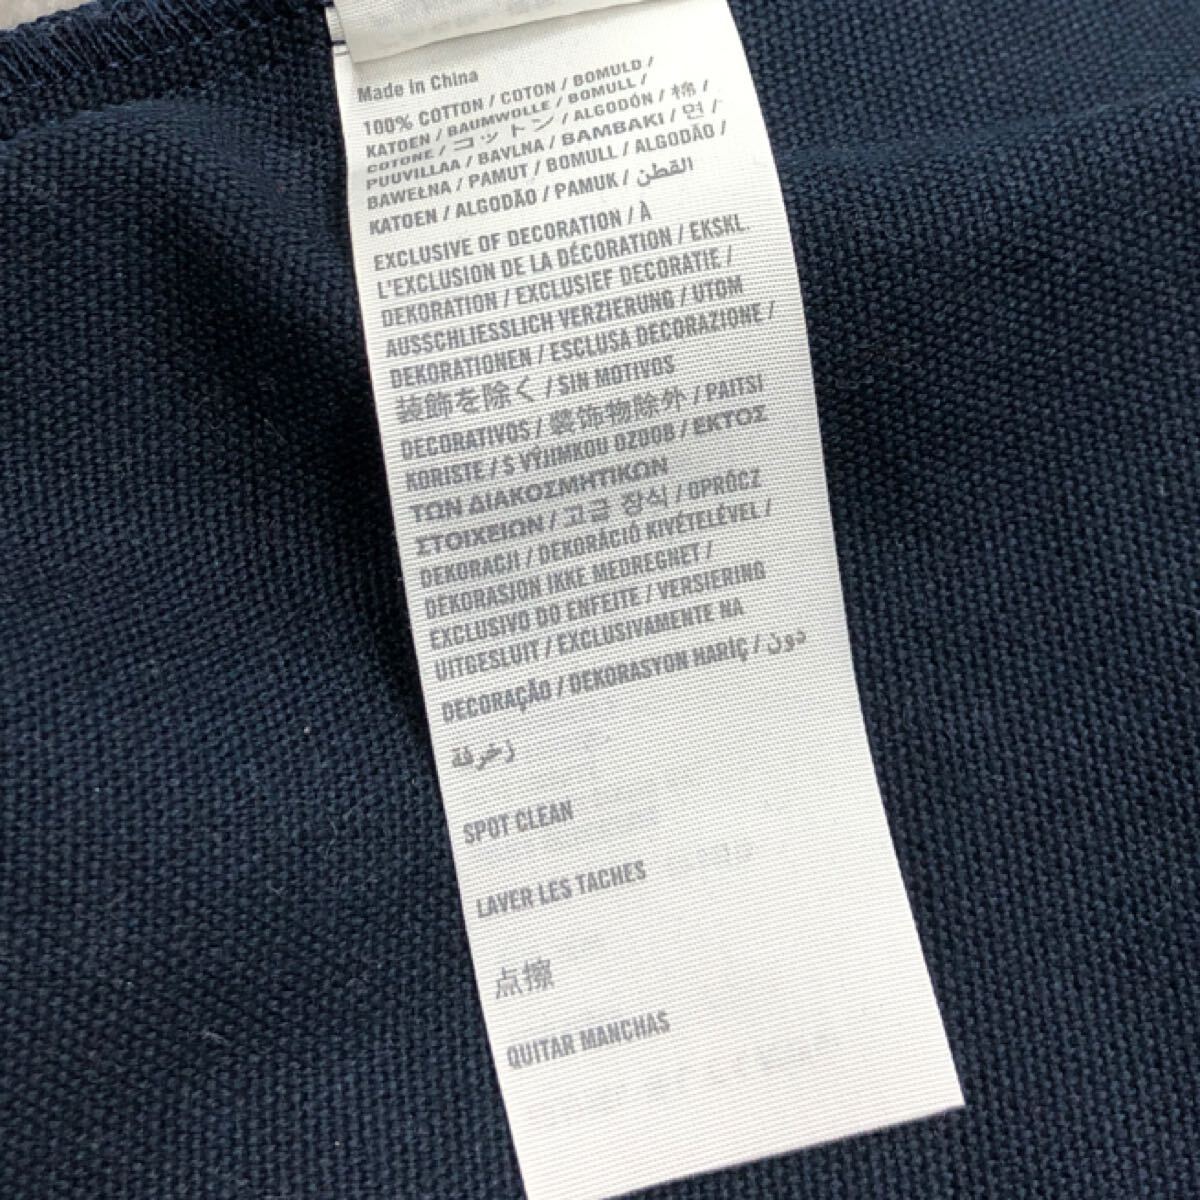 Made in China
100% COTTON / COTON / BOMULD /
KATOEN / BAUMWOLLE / BOMULL /
COTONE / コットン / ALGODÓN / 棉 /
PUUVILLAA / BAVLNA / BAMBAKI / 면 /
BAWEŁNA / PAMUT / BOMULL / ALGODÃO /
KATOEN / ALGODÃO / PAMUK / القطن
EXCLUSIVE OF DECORATION / À
L'EXCLUSION DE LA DÉCORATION / EKSKL.
DEKORATION / EXCLUSIEF DECORATIE /
AUSSCHLIESSLICH VERZIERUNG / UTOM
DEKORATIONEN / ESCLUSA DECORAZIONE /
装飾を除く / SIN MOTIVOS
DECORATIVOS / 装饰物除外 / PAITSI
KORISTE / S VÝJIMKOU OZDOB / ΕΚΤΟΣ
ΤΩΝ ΔΙΑΚΟΣΜΗΤΙΚΩΝ
ΣΤΟΙΧΕΙΩΝ / 고급 장식 / OPRÓCZ
DEKORACJI / DEKORÁCIÓ KIVÉTELÉVEL /
DEKORASJON IKKE MEDREGNET /
EXCLUSIVO DO ENFEITE / VERSIERING
UITGESLUIT / EXCLUSIVAMENTE NA
DECORAÇÃO / DEKORASYON HARİÇ / دون
زخرفة
SPOT CLEAN
LAVER LES TACHES
点擦
QUITAR MANCHAS